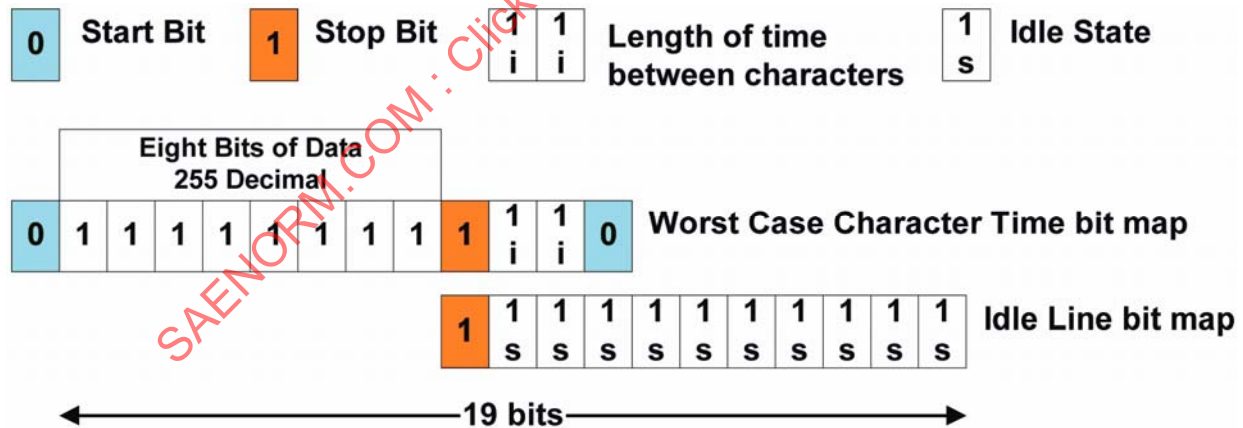 0 Start Bit 1 Stop Bit 1 1 Length of time 1 Idle State
i i between characters s
Eight Bits of Data
255 Decimal
0 1 1 1 1 1 1 1 1 1 1 1 0 Worst Case Character Time bit map
i i
1 1 1 1 1 1 1 1 1 1 1 Idle Line bit map
s s s s s s s s s s
19 bits
SAENORM.COM : Click